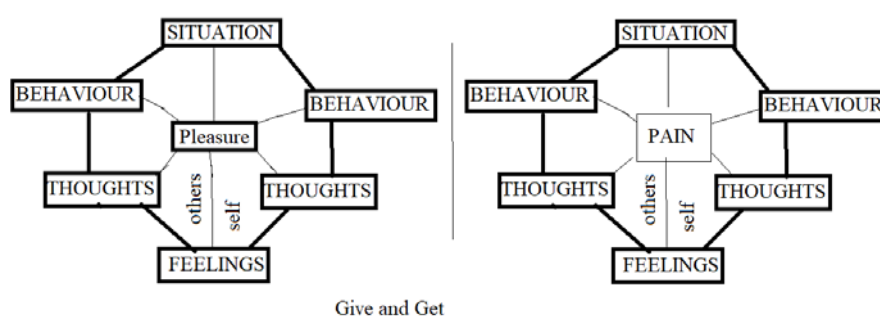 SITUATION
BEHAVIOUR
BEHAVIOUR
Pleasure
THOUGHTS
others
self
THOUGHTS
FEELINGS
SITUATION
BEHAVIOUR
BEHAVIOUR
PAIN
THOUGHTS
others
self
THOUGHTS
FEELINGS
Give and Get